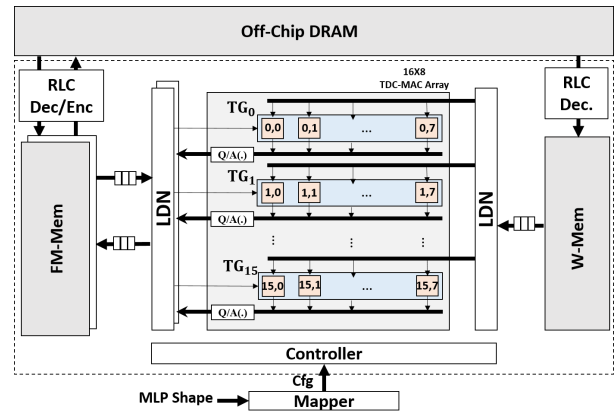 Off-Chip DRAM
RLC
Dec/Enc
16X8
TDC-MAC Array
RLC
Dec.
TG0
0,0 0,1 ... 0,7
Q/A(.)
TG1
1,0 1,1 ... 1,7
Q/A(.)
⋮ ⋮ ⋮ ⋮
TG15
15,0 15,1 ... 15,7
Q/A(.)
FM-Mem
LDN
LDN
W-Mem
Controller
Cfg
MLP Shape
Mapper